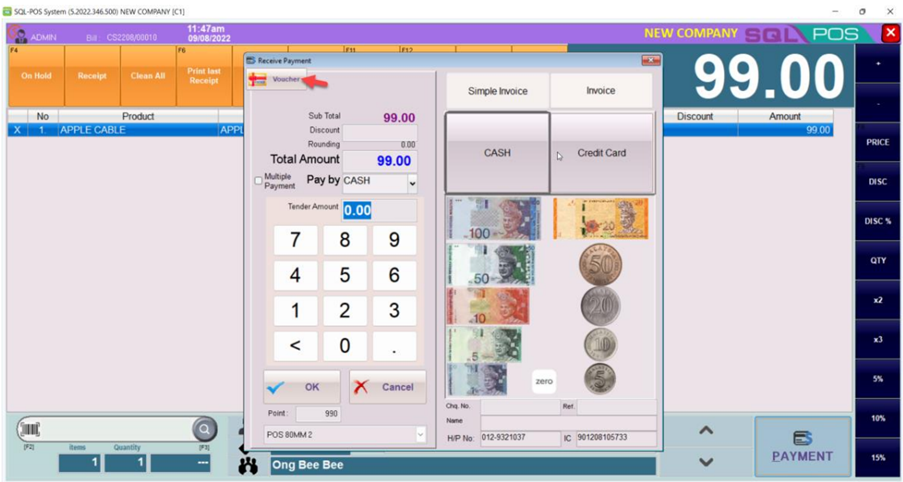 SQL-POS System (5.2022.346.500) NEW COMPANY [C1]
ADMIN Bill CS2208/00010 11:47am
09/08/2022
NEW COMPANY SQL POS
F4 F6 F11 F12
On Hold Receipt Clean All Print last
Receipt
99.00
No Product Discount Amount
X 1. APPLE CABLE APPL 99.00
Receive Payment
Voucher
Sub Total 99.00
Discount
Rounding 0.00
Total Amount 99.00
Multiple
Payment
Pay by CASH
Tender Amount 0.00
7 8 9
4 5 6
1 2 3
< 0 .
OK Cancel
Point : 990
POS 80MM 2
Simple Invoice Invoice
CASH Credit Card
100 20
50 50
10 20
5 10
zero 5
Chq. No. Ref.
Name
H/P No: 012-9321037 IC 901208105733
+
-
PRICE
DISC
DISC %
QTY
x2
x3
5%
10%
15%
[F2] Items Quantity [F3]
1 1 ---
Ong Bee Bee
PAYMENT